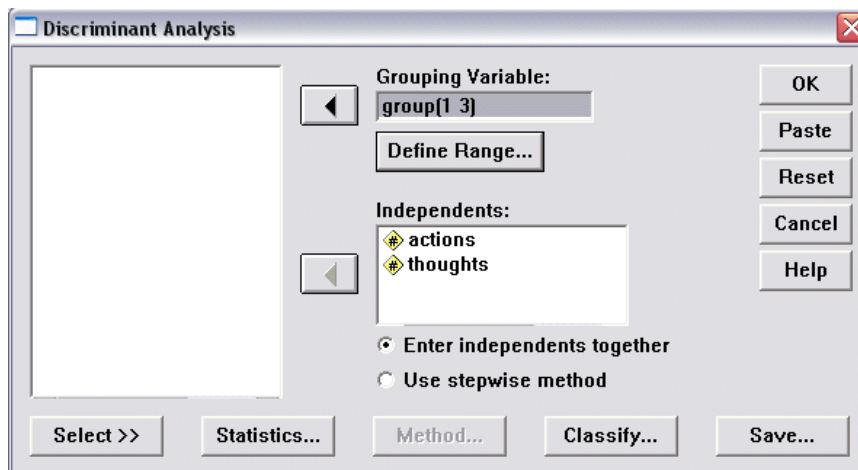 Discriminant Analysis
Grouping Variable:
group(1 3)
Define Range...
Independents:
# actions
# thoughts
Enter independents together
Use stepwise method
OK
Paste
Reset
Cancel
Help
Select >>
Statistics...
Method...
Classify...
Save...